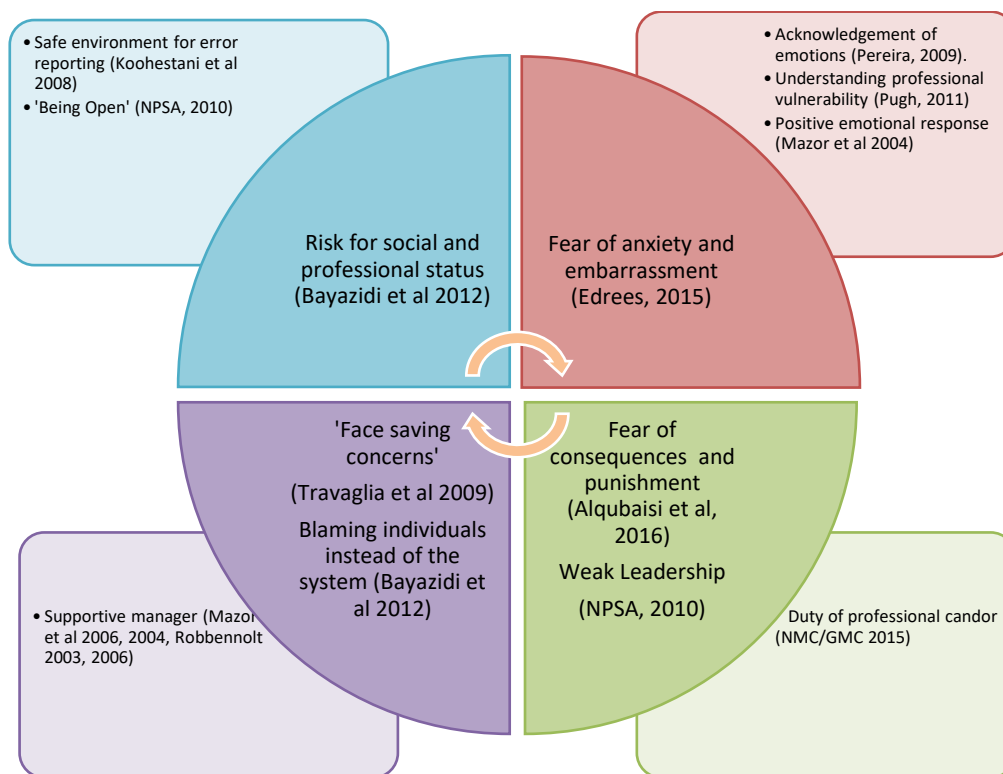 • Safe environment for error
reporting (Koohestani et al
2008)
• 'Being Open' (NPSA, 2010)
• Acknowledgement of
emotions (Pereira, 2009).
• Understanding professional
vulnerability (Pugh, 2011)
• Positive emotional response
(Mazor et al 2004)
Risk for social and
professional status
(Bayazidi et al 2012)
Fear of anxiety and
embarrassment
(Edrees, 2015)
'Face saving
concerns'
(Travaglia et al 2009)
Blaming individuals
instead of the
system (Bayazidi et
al 2012)
Fear of
consequences and
punishment
(Alqubaisi et al,
2016)
Weak Leadership
(NPSA, 2010)
• Supportive manager (Mazor
et al 2006, 2004, Robbennolt
2003, 2006)
Duty of professional candor
(NMC/GMC 2015)